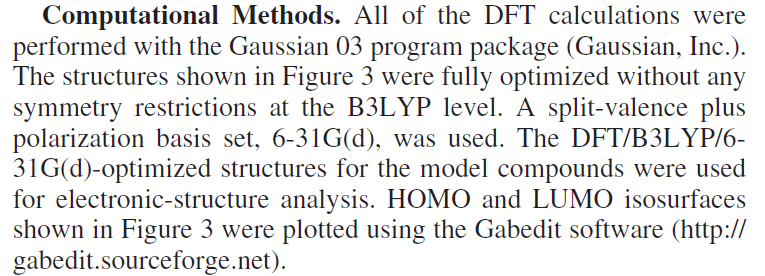 Computational Methods. All of the DFT calculations were
performed with the Gaussian 03 program package (Gaussian, Inc.).
The structures shown in Figure 3 were fully optimized without any
symmetry restrictions at the B3LYP level. A split-valence plus
polarization basis set, 6-31G(d), was used. The DFT/B3LYP/6-
31G(d)-optimized structures for the model compounds were used
for electronic-structure analysis. HOMO and LUMO isosurfaces
shown in Figure 3 were plotted using the Gabedit software (http://
gabedit.sourceforge.net).